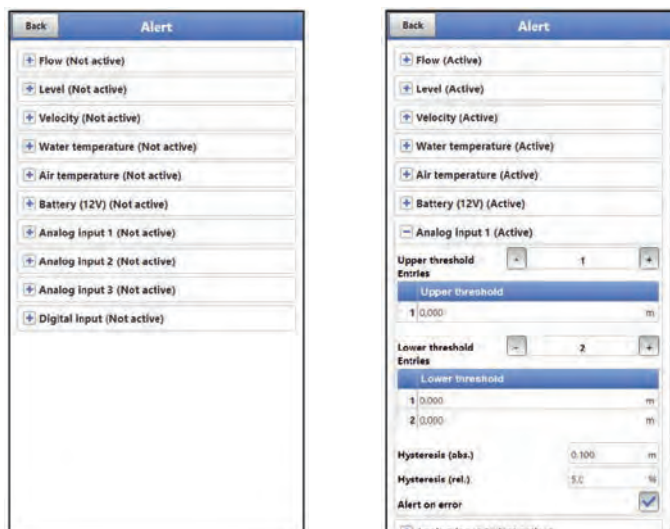 Back Alert
Flow (Not active)
Level (Not active)
Velocity (Not active)
Water temperature (Not active)
Air temperature (Not active)
Battery (12V) (Not active)
Analog input 1 (Not active)
Analog input 2 (Not active)
Analog input 3 (Not active)
Digital input (Not active)
Back Alert
Flow (Active)
Level (Active)
Velocity (Active)
Water temperature (Active)
Air temperature (Active)
Battery (12V) (Active)
Analog input 1 (Active)
Upper threshold - 1 +
Entries
Upper threshold
1 0,000 m
Lower threshold - 2 +
Entries
Lower threshold
1 0.000 m
2 0,000 m
Hysteresis (abs.) 0.100 m
Hysteresis (rel.) 5.0 %
Alert on error